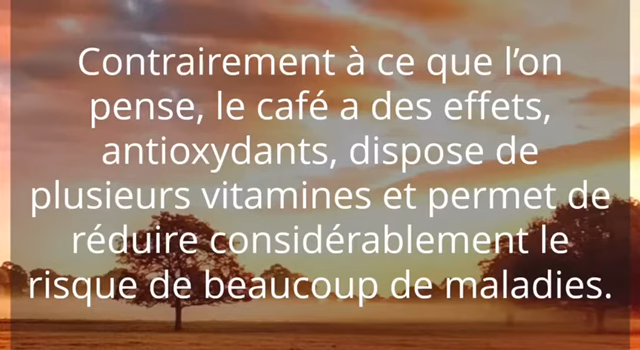 Contrairement à ce que l’on
pense, le café a des effets,
antioxydants, dispose de
plusieurs vitamines et permet de
réduire considérablement le
risque de beaucoup de maladies.